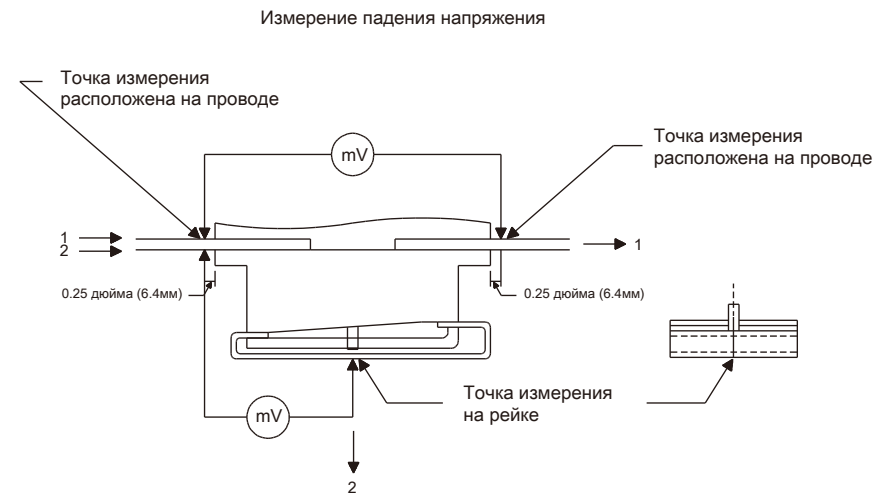 Измерение падения напряжения
Точка измерения
расположена на проводе
mV
Точка измерения
расположена на проводе
1
2
1
0.25 дюйма (6.4мм)
0.25 дюйма (6.4мм)
Точка измерения
на рейке
mV
2